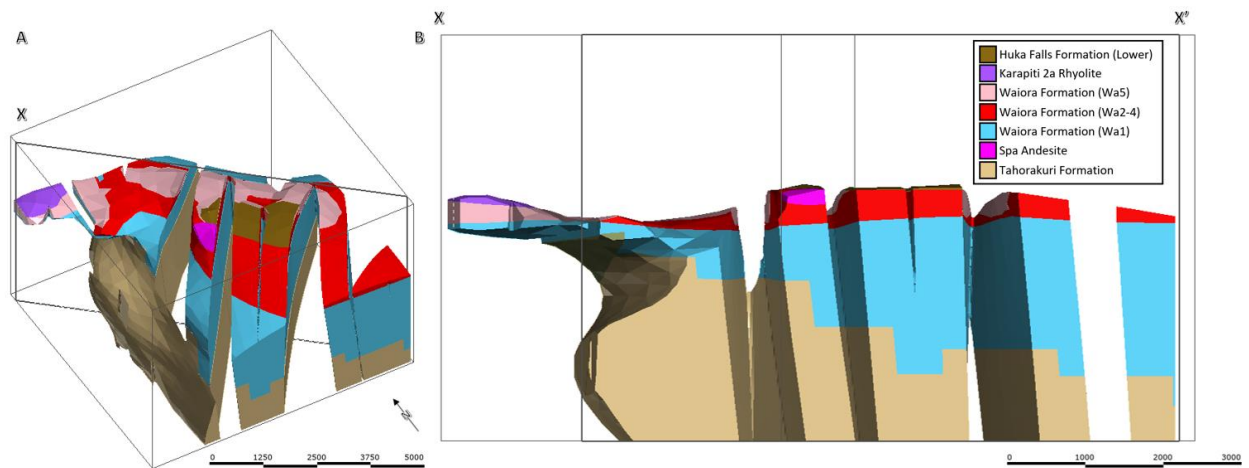 A
X
N
0 1250 2500 3750 5000
B
X
X'
Huka Falls Formation (Lower)
Karapiti 2a Rhyolite
Waiora Formation (Wa5)
Waiora Formation (Wa2-4)
Waiora Formation (Wa1)
Spa Andesite
Tahorakuri Formation
0 1000 2000 3000